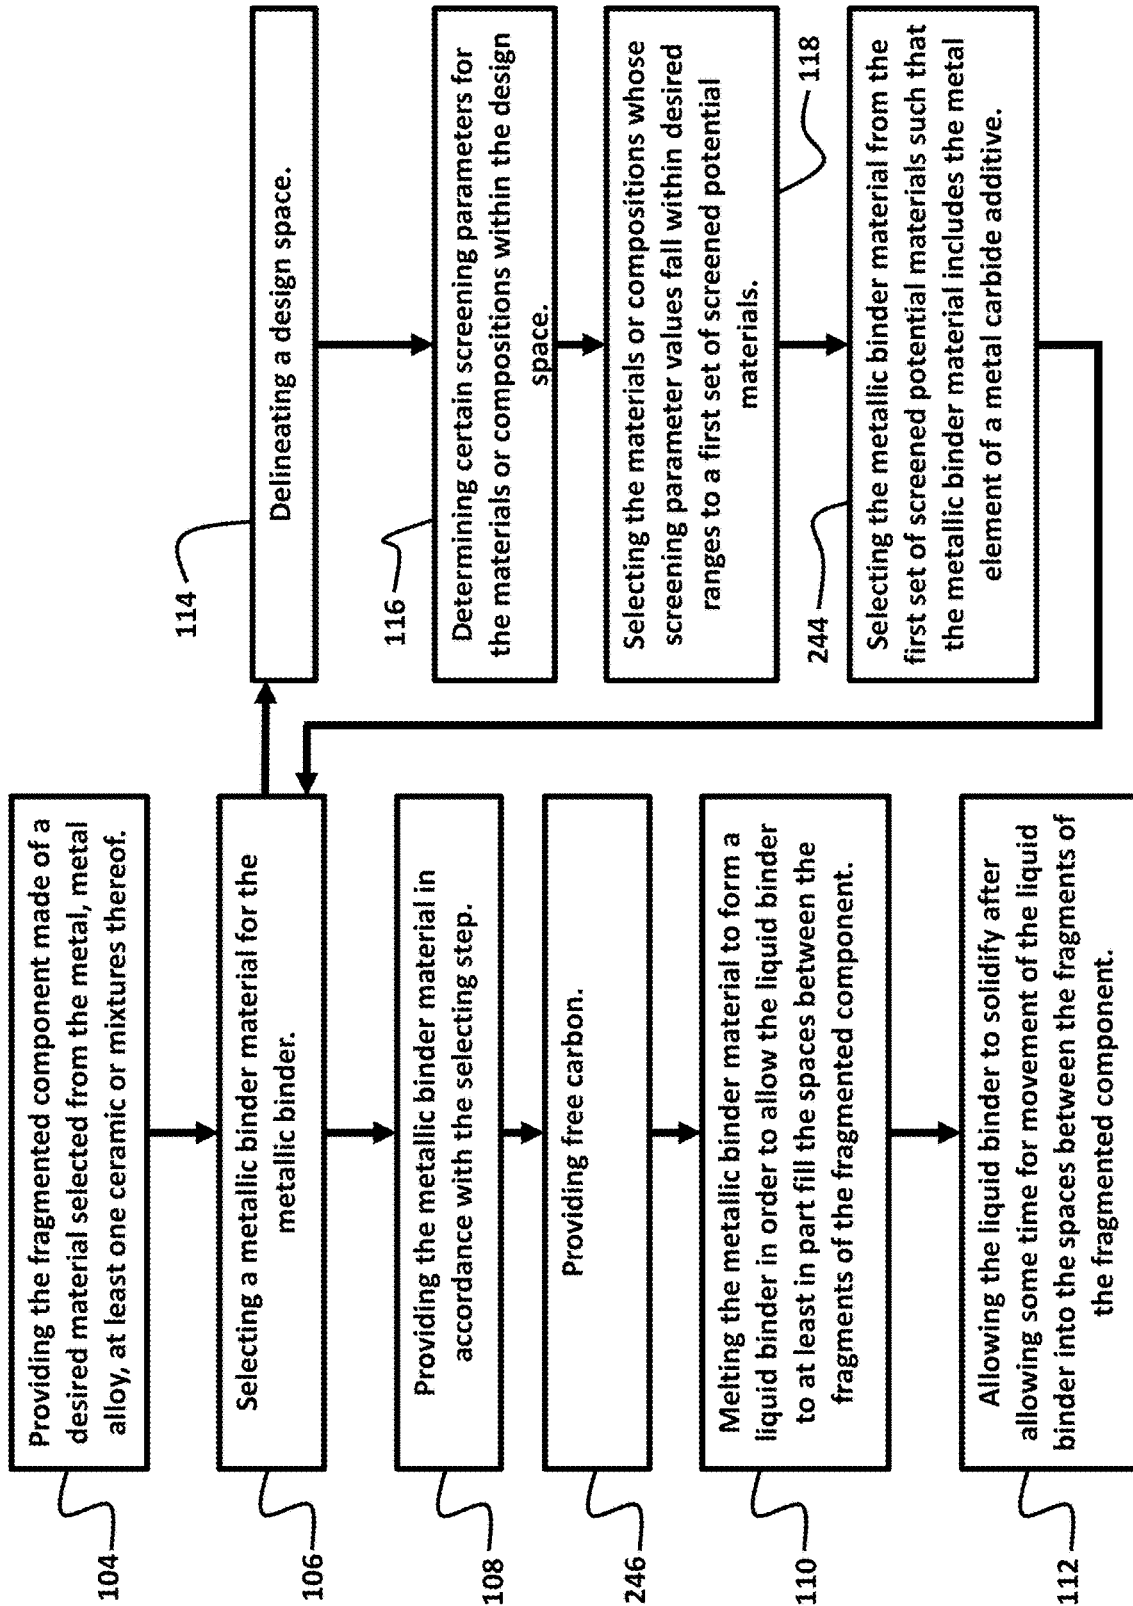 104
Providing the fragmented component made of a
desired material selected from the metal, metal
alloy, at least one ceramic or mixtures thereof.
106
Selecting a metallic binder material for the
metallic binder.
108
Providing the metallic binder material in
accordance with the selecting step.
246
Providing free carbon.
110
Melting the metallic binder material to form a
liquid binder in order to allow the liquid binder
to at least in part fill the spaces between the
fragments of the fragmented component.
112
Allowing the liquid binder to solidify after
allowing some time for movement of the liquid
binder into the spaces between the fragments of
the fragmented component.
114
Delineating a design space.
116
Determining certain screening parameters for
the materials or compositions within the design
space.
Selecting the materials or compositions whose
screening parameter values fall within desired
ranges to a first set of screened potential
materials.
118
244
Selecting the metallic binder material from the
first set of screened potential materials such that
the metallic binder material includes the metal
element of a metal carbide additive.